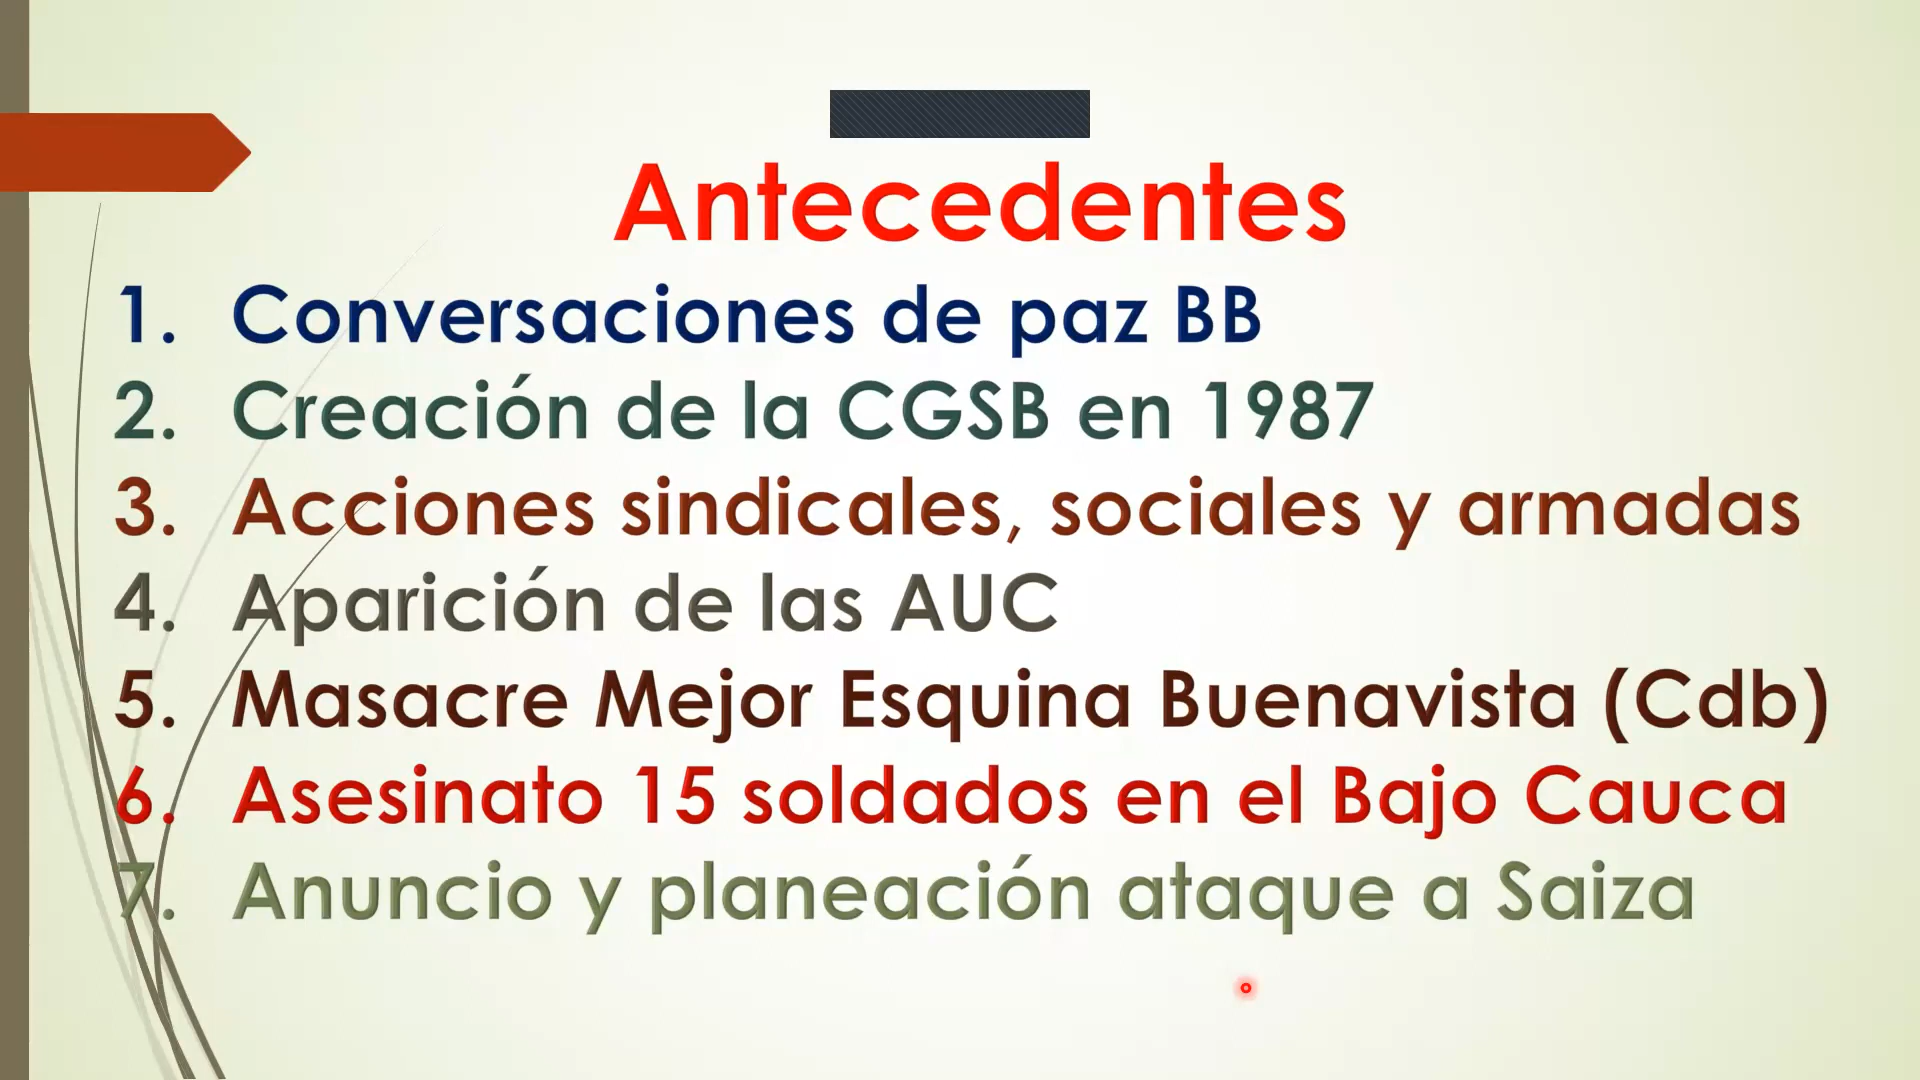 Antecedentes
1. Conversaciones de paz BB
2. Creación de la CGSB en 1987
3. Acciones sindicales, sociales y armadas
4. Aparición de las AUC
5. Masacre Mejor Esquina Buenavista (Cdb)
6. Asesinato 15 soldados en el Bajo Cauca
7. Anuncio y planeación ataque a Saiza